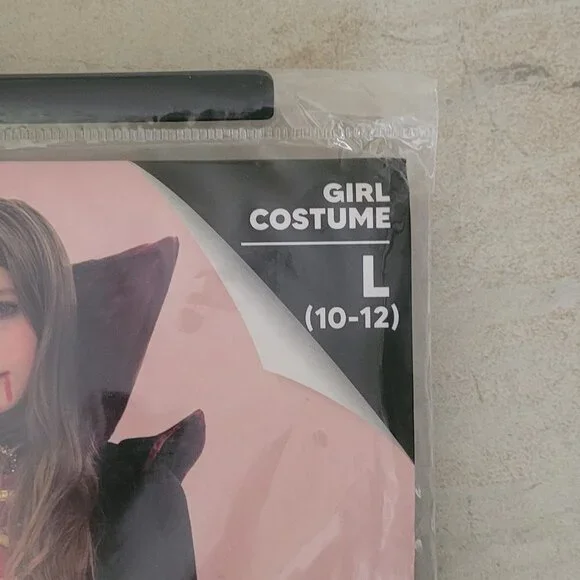 GIRL
COSTUME
L
(10-12)